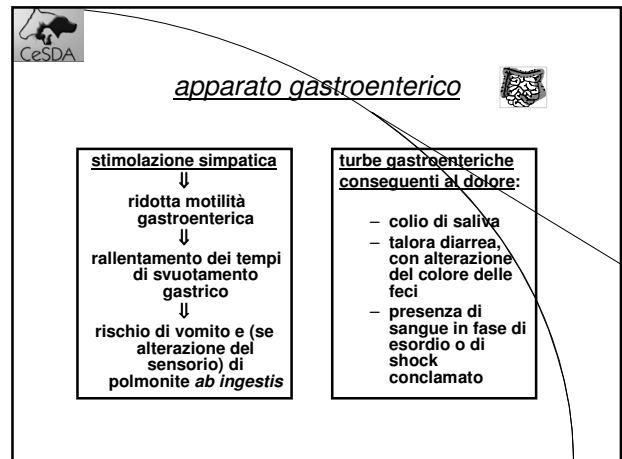 CeSDA
apparato gastroenterico
stimolazione simpatica
⇓
ridotta motilità
gastroenterica
⇓
rallentamento dei tempi
di svuotamento
gastrico
⇓
rischio di vomito e (se
alterazione del
sensorio) di
polmonite ab ingestis
turbe gastroenteriche
conseguenti al dolore:
– colio di saliva
– talora diarrea,
con alterazione
del colore delle
feci
– presenza di
sangue in fase di
esordio o di
shock
conclamato